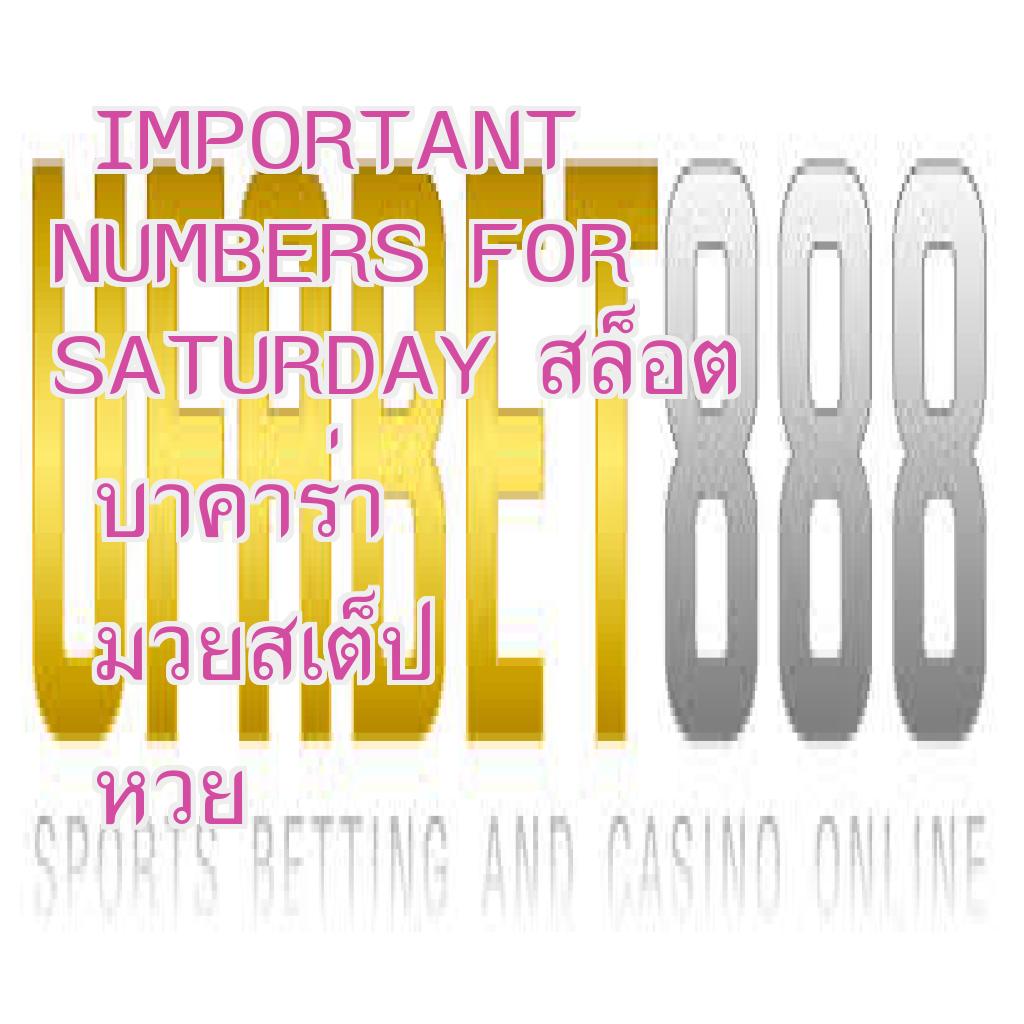 IMPORTANT
NUMBERS FOR
SATURDAY สล็อต
บาคาร่า
มวยสเต็ป
หวย
UFABET888
SPORTS BETTING AND CASINO ONLINE